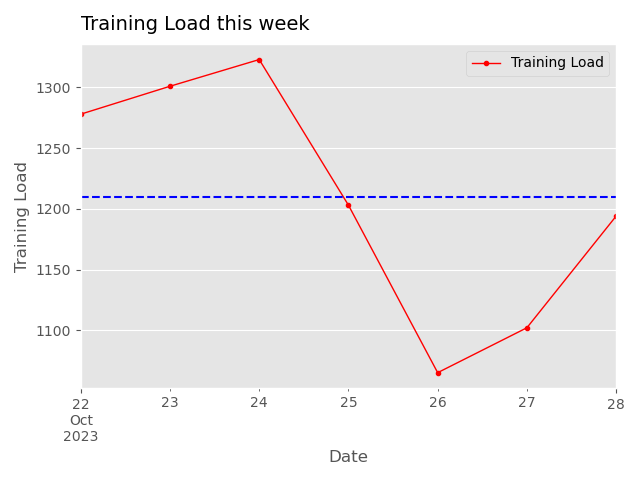 Training Load this week
Training Load
Training Load
1300
1250
1200
1150
1100
22 23 24 25 26 27 28
Oct
2023
Date